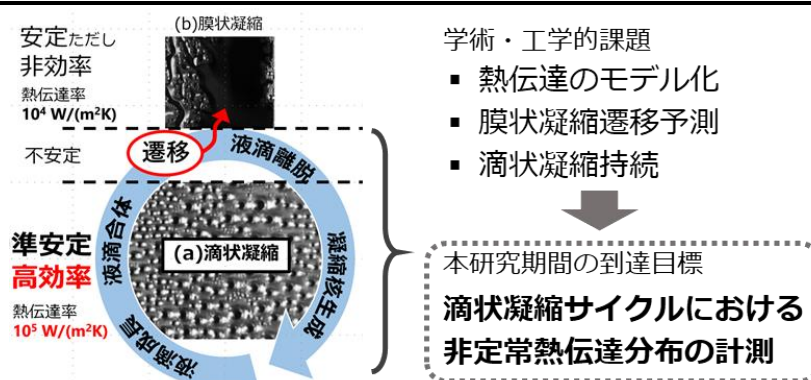 (b)膜状凝縮
安定ただし
非効率
熱伝達率
10⁴ W/(m²K)
不安定
遷移
液滴離脱
凝縮核生成
液滴成長
液滴合体
(a)滴状凝縮
準安定
高効率
熱伝達率
10⁵ W/(m²K)
学術・工学的課題
▪ 熱伝達のモデル化
▪ 膜状凝縮遷移予測
▪ 滴状凝縮持続
本研究期間の到達目標
滴状凝縮サイクルにおける
非定常熱伝達分布の計測